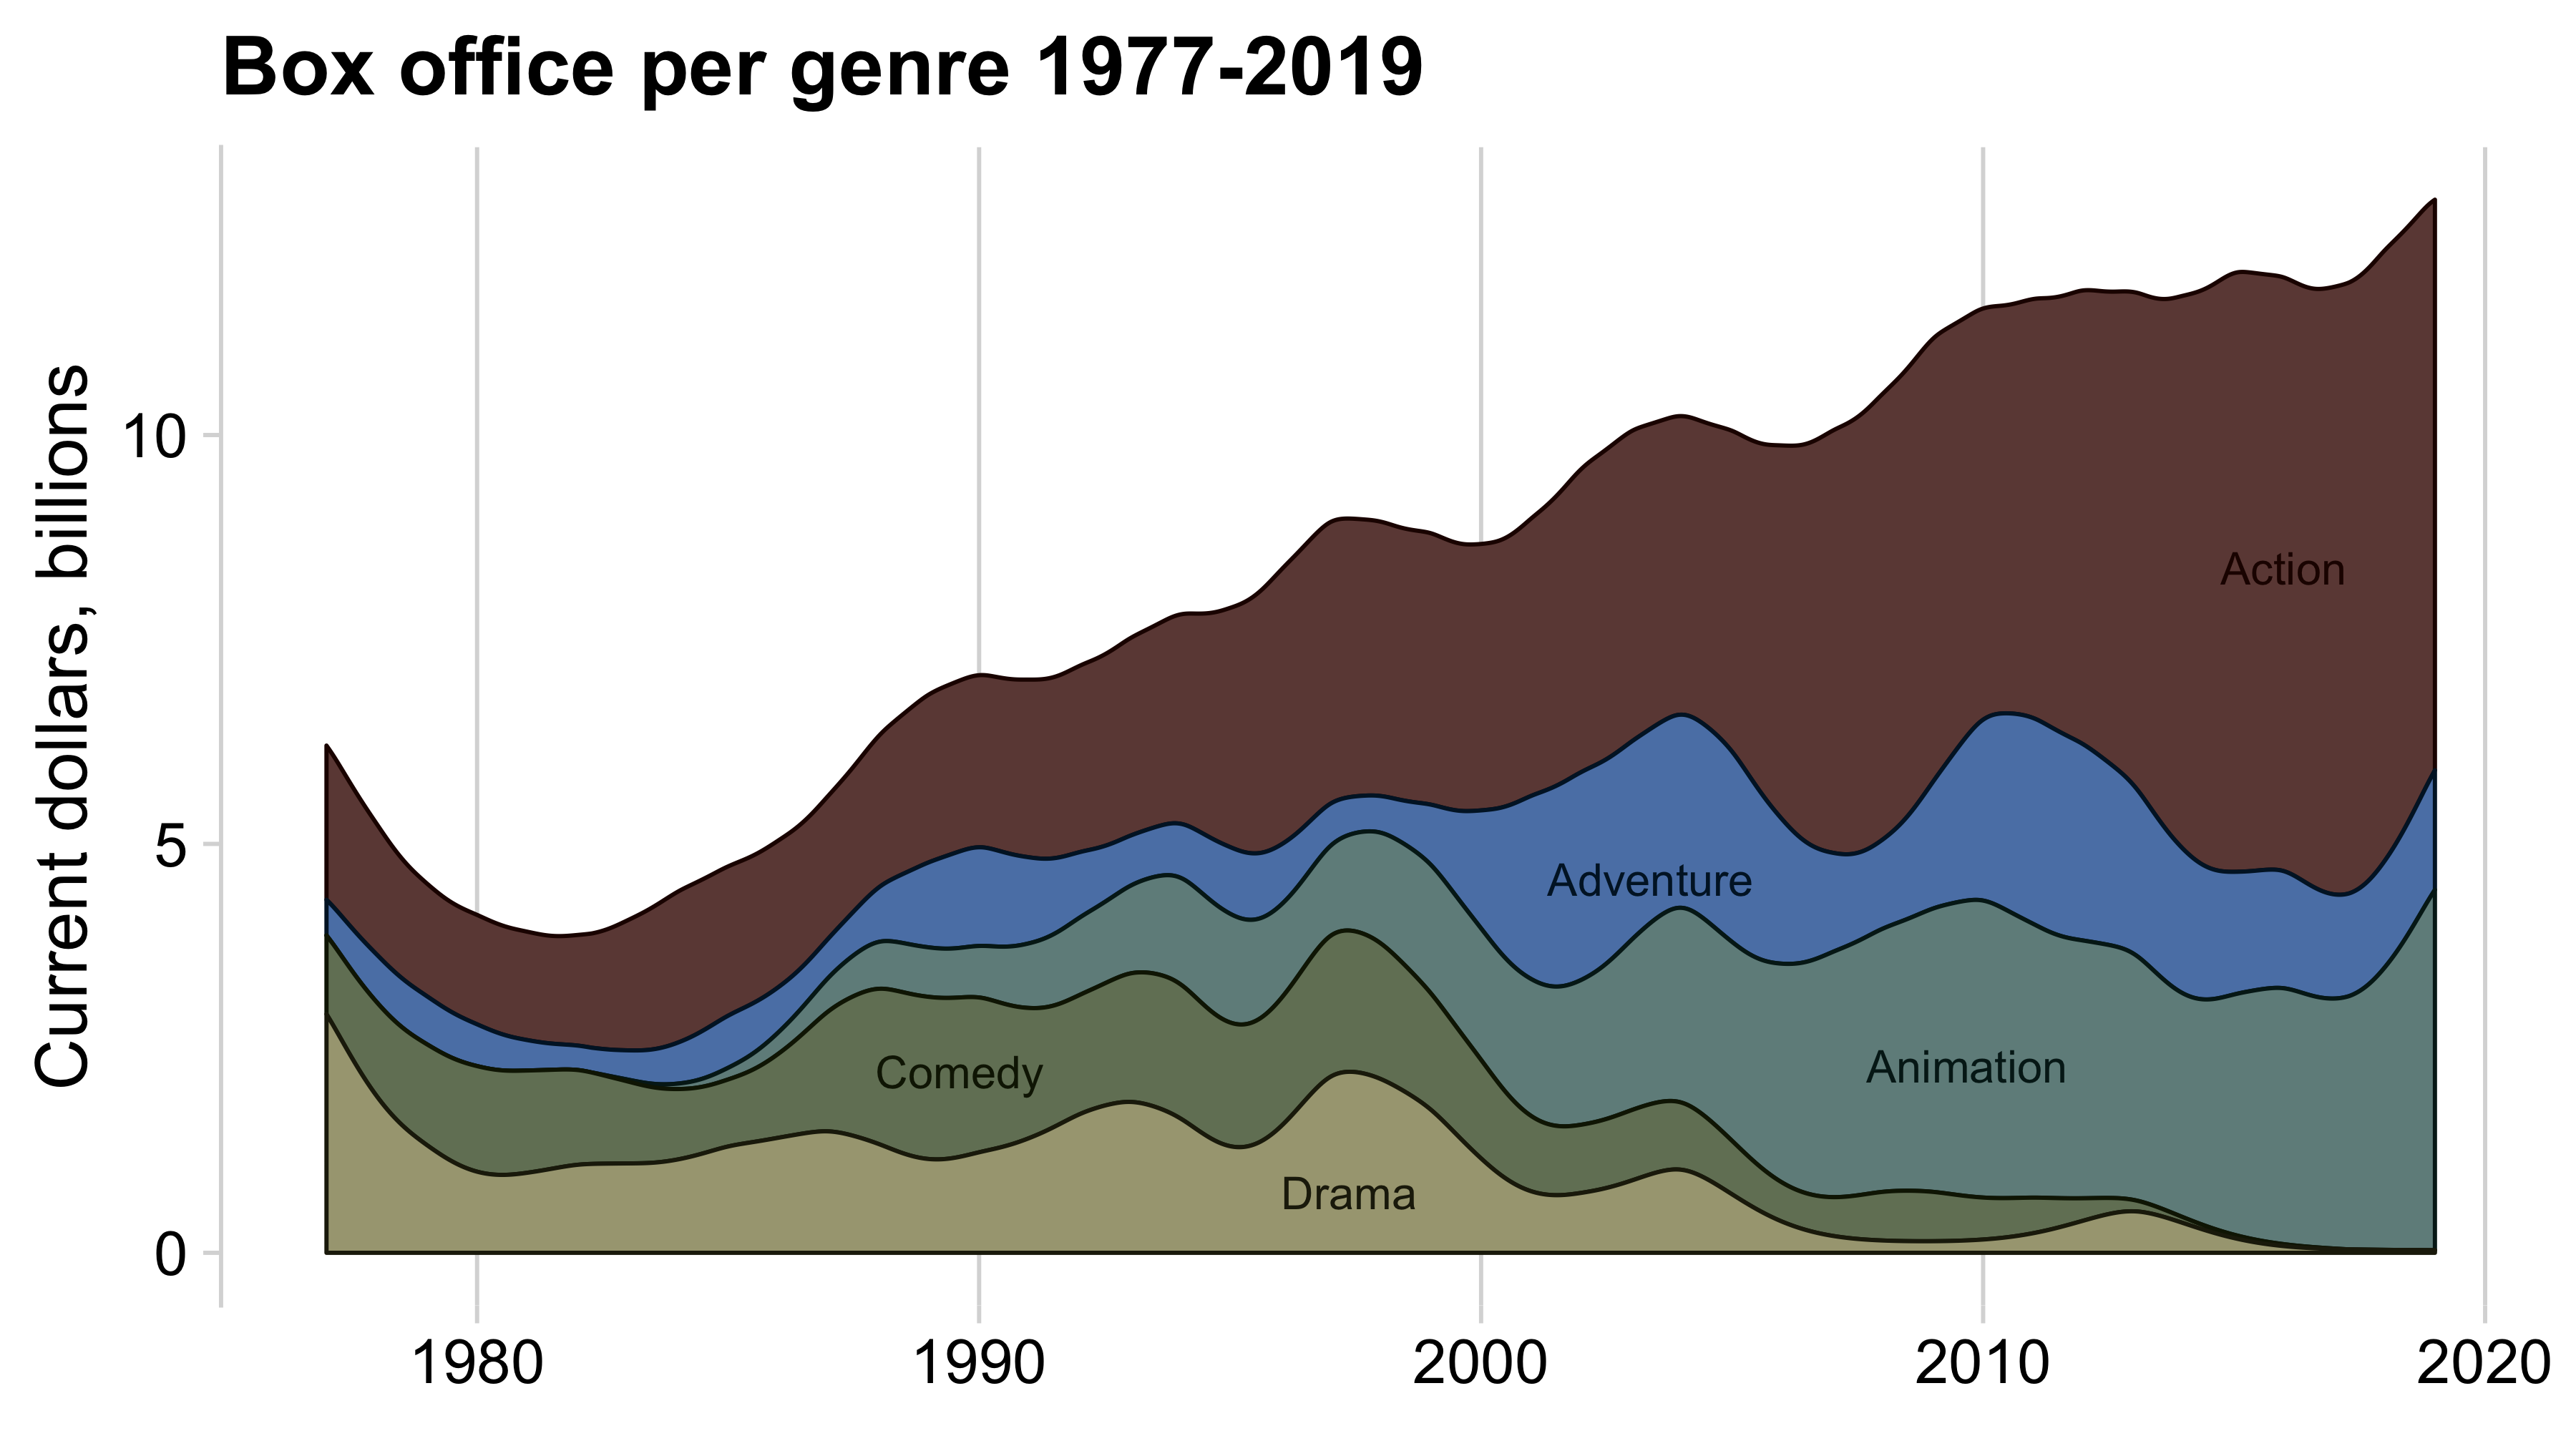 Box office per genre 1977-2019
Current dollars, billions
10
5
0
Action
Adventure
Animation
Comedy
Drama
1980
1990
2000
2010
2020